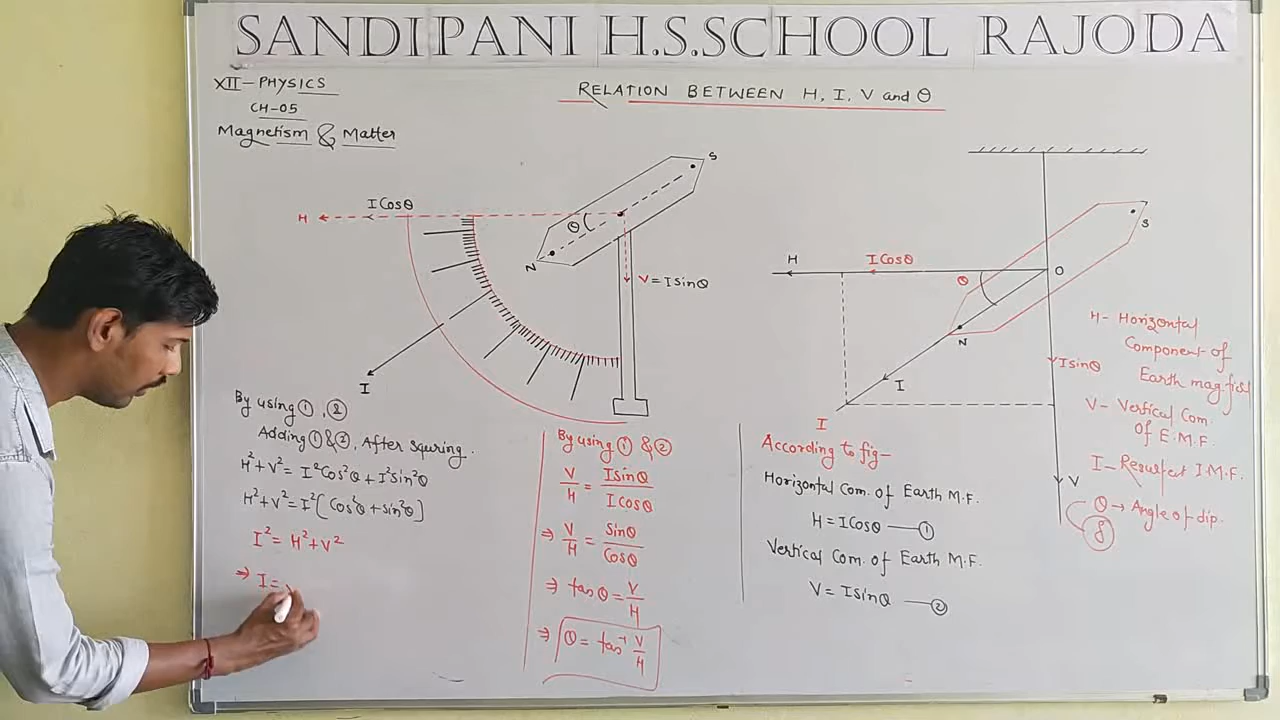 SANDIPANI H.S.SCHOOL RAJODA
XII-PHYSICS
CH-05
Magnetism & Matter
RELATION BETWEEN H, I, V and θ
S
H
ICosθ
θ
N
V=ISinθ
I
S
H
ICosθ
O
θ
N
I
I
ISinθ
V
H- Horizontal
Component of
Earth mag. field
V- Vertical Com.
of E.M.F.
I- Resultect I.M.F.
θ→ Angle of dip.
δ
By using ①, ②
Adding ① & ②, After Squring.
H²+V²= I²Cos²θ+I²Sin²θ
H²+V²=I²[Cos²θ+Sin²θ]
I²= H²+V²
⇒ I=
By using ① & ②
V/H = ISinθ/ICosθ
⇒ V/H = Sinθ/Cosθ
⇒ tanθ = V/H
⇒ θ = tan⁻¹ V/H
According to fig-
Horizontal Com. of Earth M.F.
H=ICosθ —①
Vertical Com. of Earth M.F.
V= ISinθ —②